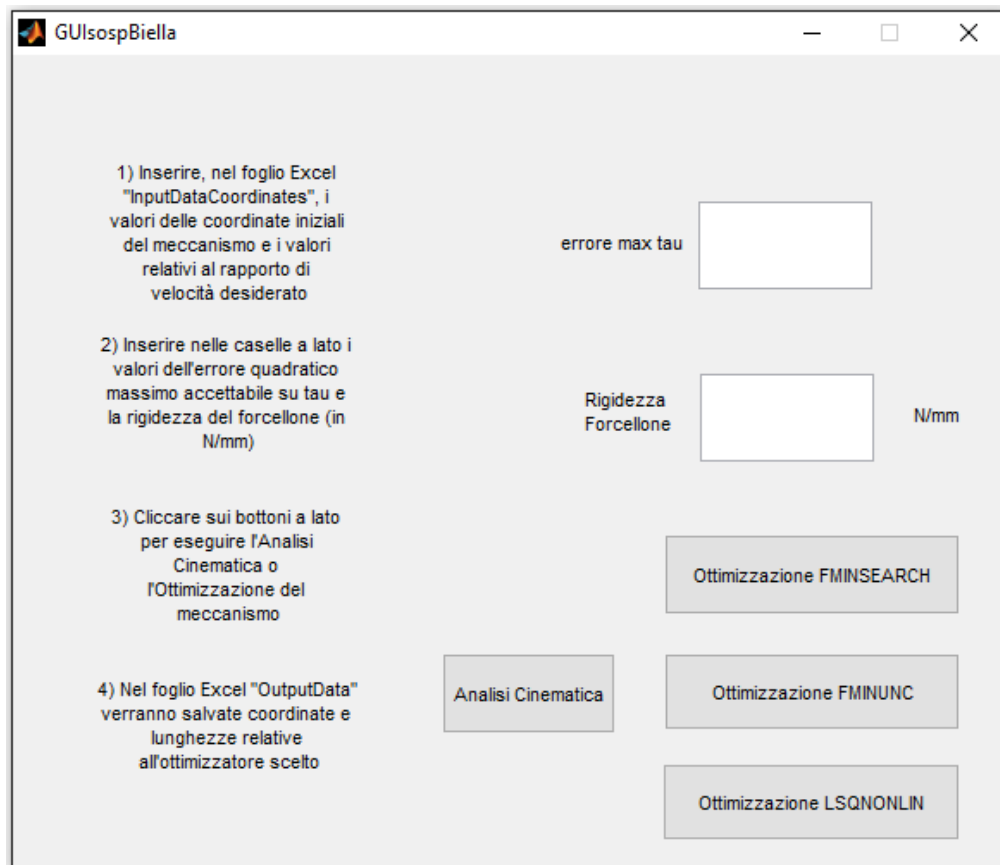 GUIsospBiella
1) Inserire, nel foglio Excel
"InputDataCoordinates", i
valori delle coordinate iniziali
del meccanismo e i valori
relativi al rapporto di
velocità desiderato
errore max tau
2) Inserire nelle caselle a lato i
valori dell'errore quadratico
massimo accettabile su tau e
la rigidezza del forcellone (in
N/mm)
Rigidezza
Forcellone
N/mm
3) Cliccare sui bottoni a lato
per eseguire l'Analisi
Cinematica o
l'Ottimizzazione del
meccanismo
Ottimizzazione FMINSEARCH
4) Nel foglio Excel "OutputData"
verranno salvate coordinate e
lunghezze relative
all'ottimizzatore scelto
Analisi Cinematica
Ottimizzazione FMINUNC
Ottimizzazione LSQNONLIN